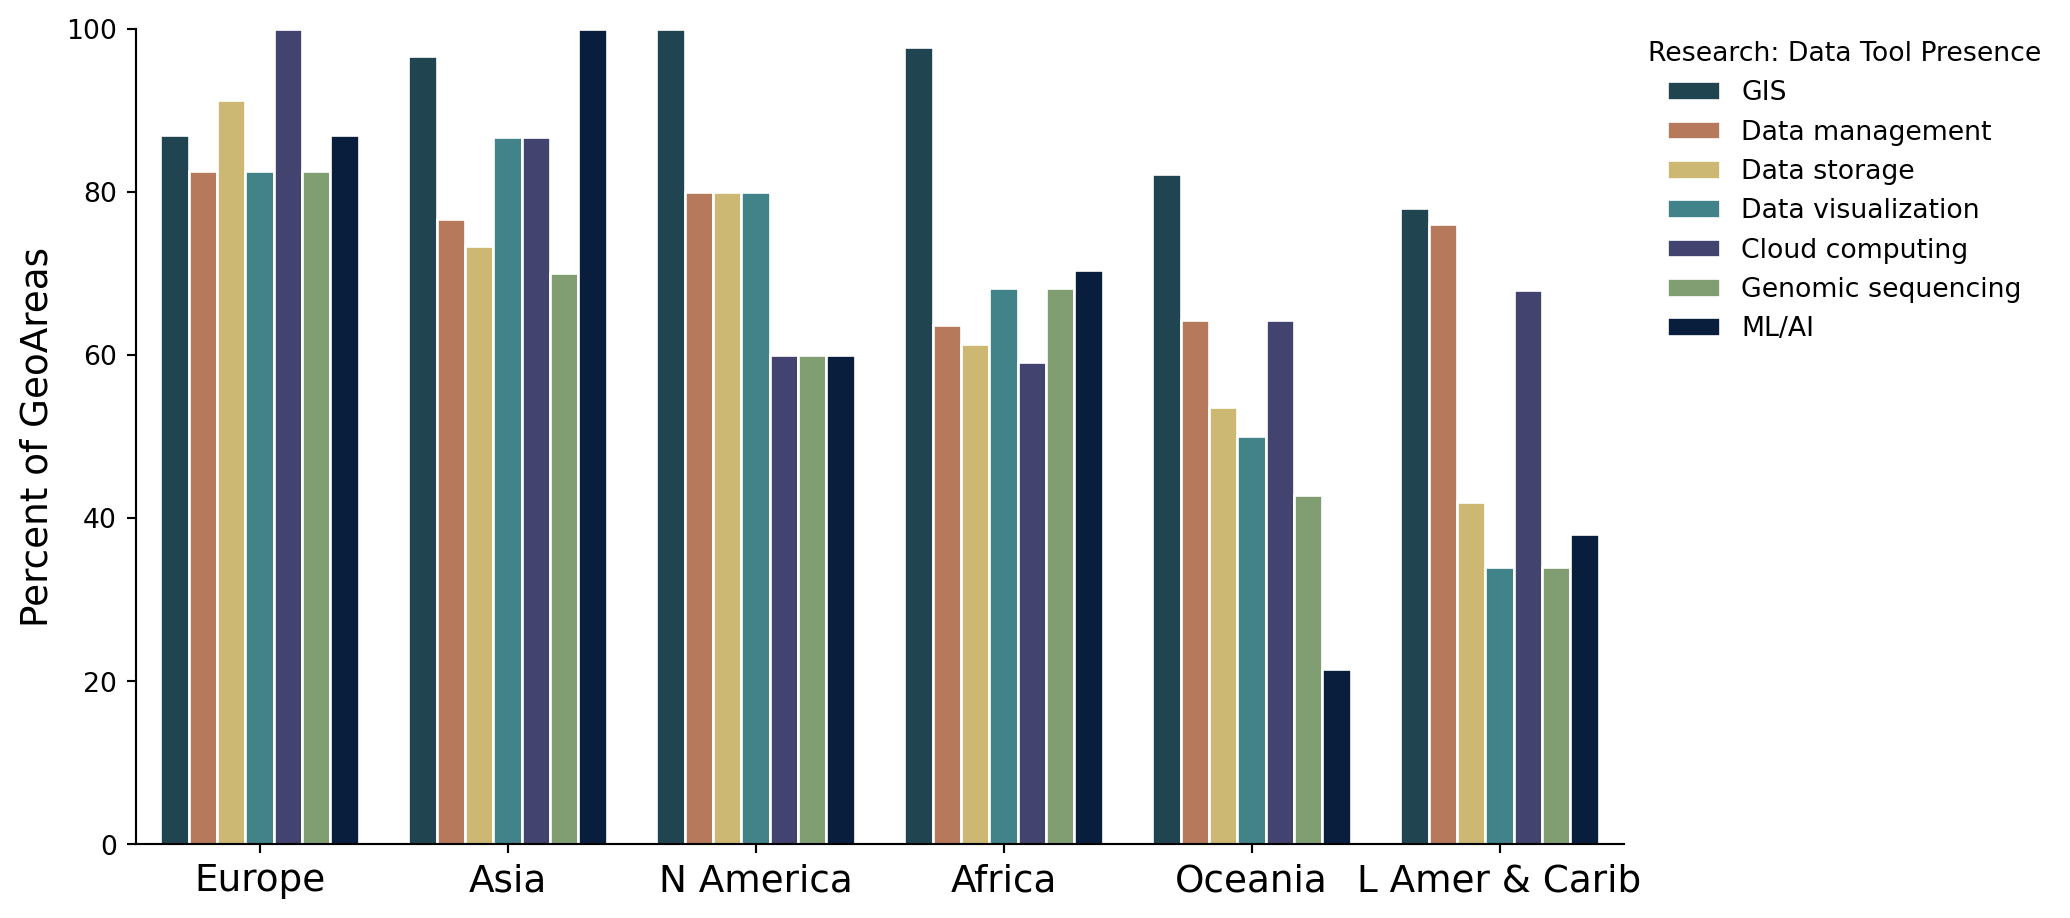 100
80
60
40
20
0
Percent of GeoAreas
Europe
Asia
N America
Africa
Oceania
L Amer & Carib
Research: Data Tool Presence
GIS
Data management
Data storage
Data visualization
Cloud computing
Genomic sequencing
ML/AI